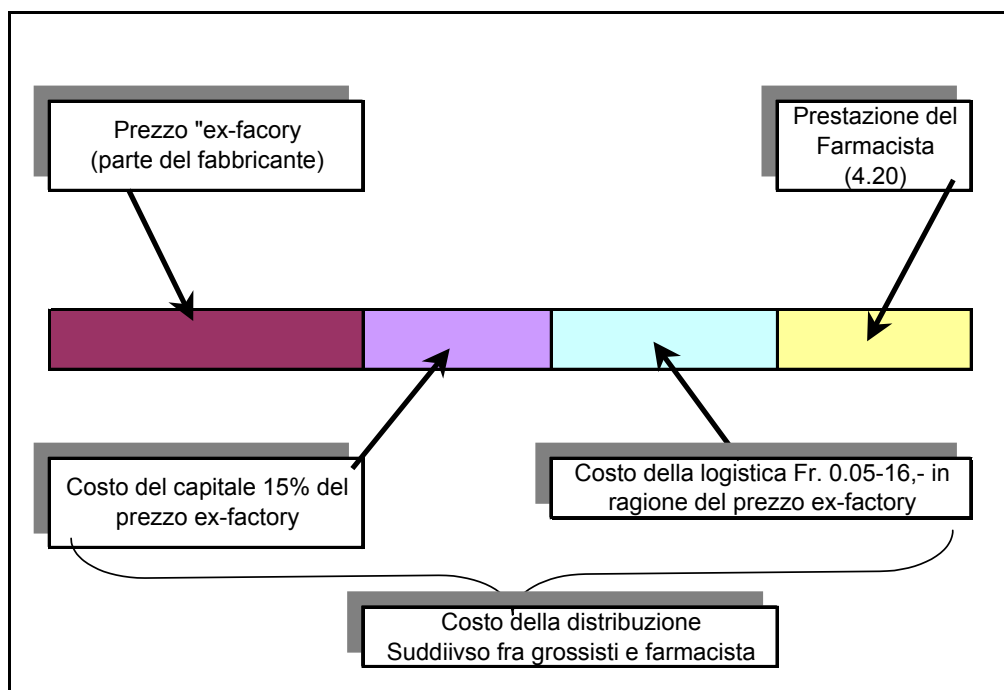 Prezzo "ex-facory
(parte del fabbricante)
Prestazione del
Farmacista
(4.20)
Costo del capitale 15% del
prezzo ex-factory
Costo della logistica Fr. 0.05-16,- in
ragione del prezzo ex-factory
Costo della distribuzione
Suddiivso fra grossisti e farmacista